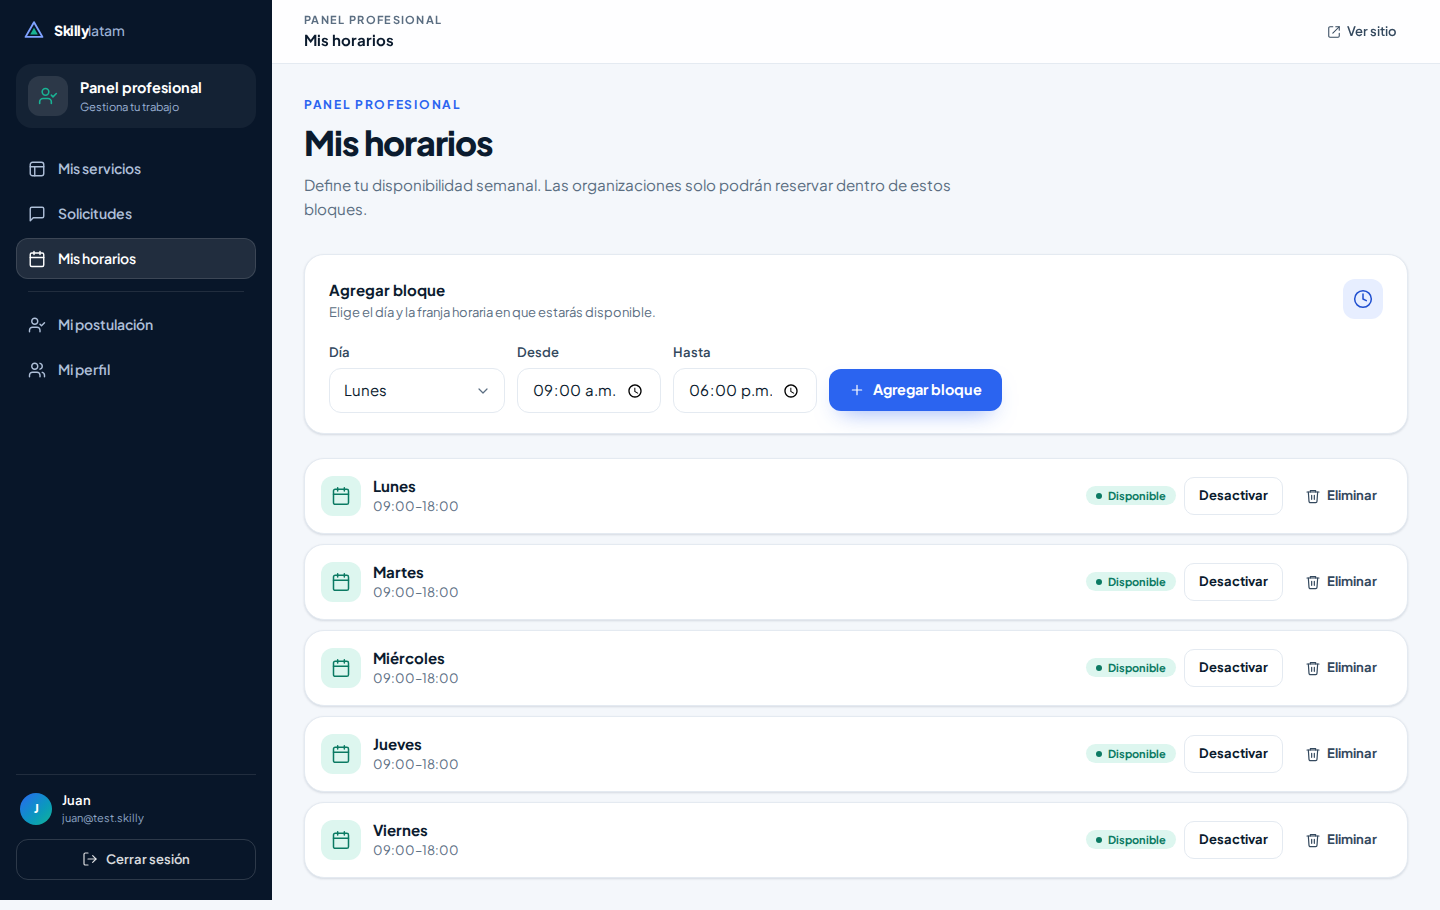 Skillylatam
Panel profesional
Gestiona tu trabajo
Mis servicios
Solicitudes
Mis horarios
Mi postulación
Mi perfil
J
Juan
juan@test.skilly
Cerrar sesión
PANEL PROFESIONAL
Mis horarios
Ver sitio
PANEL PROFESIONAL
Mis horarios
Define tu disponibilidad semanal. Las organizaciones solo podrán reservar dentro de estos
bloques.
Agregar bloque
Elige el día y la franja horaria en que estarás disponible.
Día Desde Hasta
Lunes 09:00 a.m. 06:00 p.m. Agregar bloque
Lunes
09:00–18:00
Disponible Desactivar Eliminar
Martes
09:00–18:00
Disponible Desactivar Eliminar
Miércoles
09:00–18:00
Disponible Desactivar Eliminar
Jueves
09:00–18:00
Disponible Desactivar Eliminar
Viernes
09:00–18:00
Disponible Desactivar Eliminar